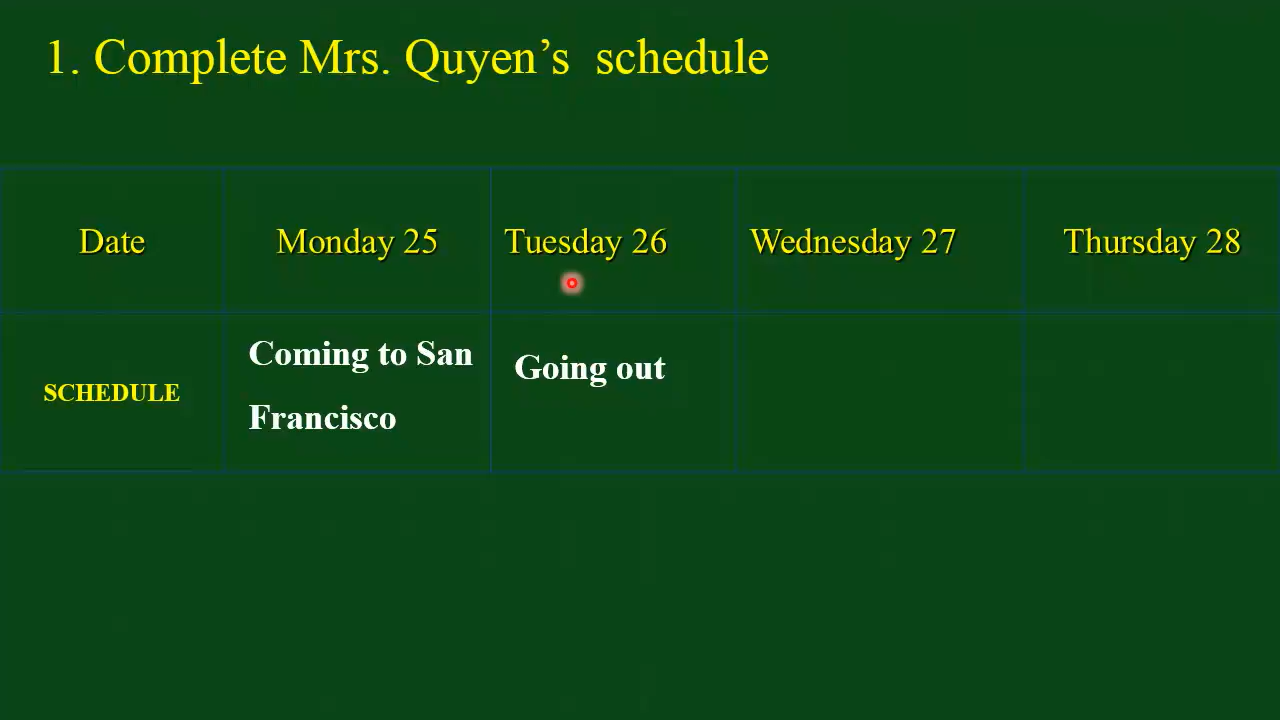 1. Complete Mrs. Quyen’s schedule
Date
Monday 25
Tuesday 26
Wednesday 27
Thursday 28
SCHEDULE
Coming to San
Francisco
Going out